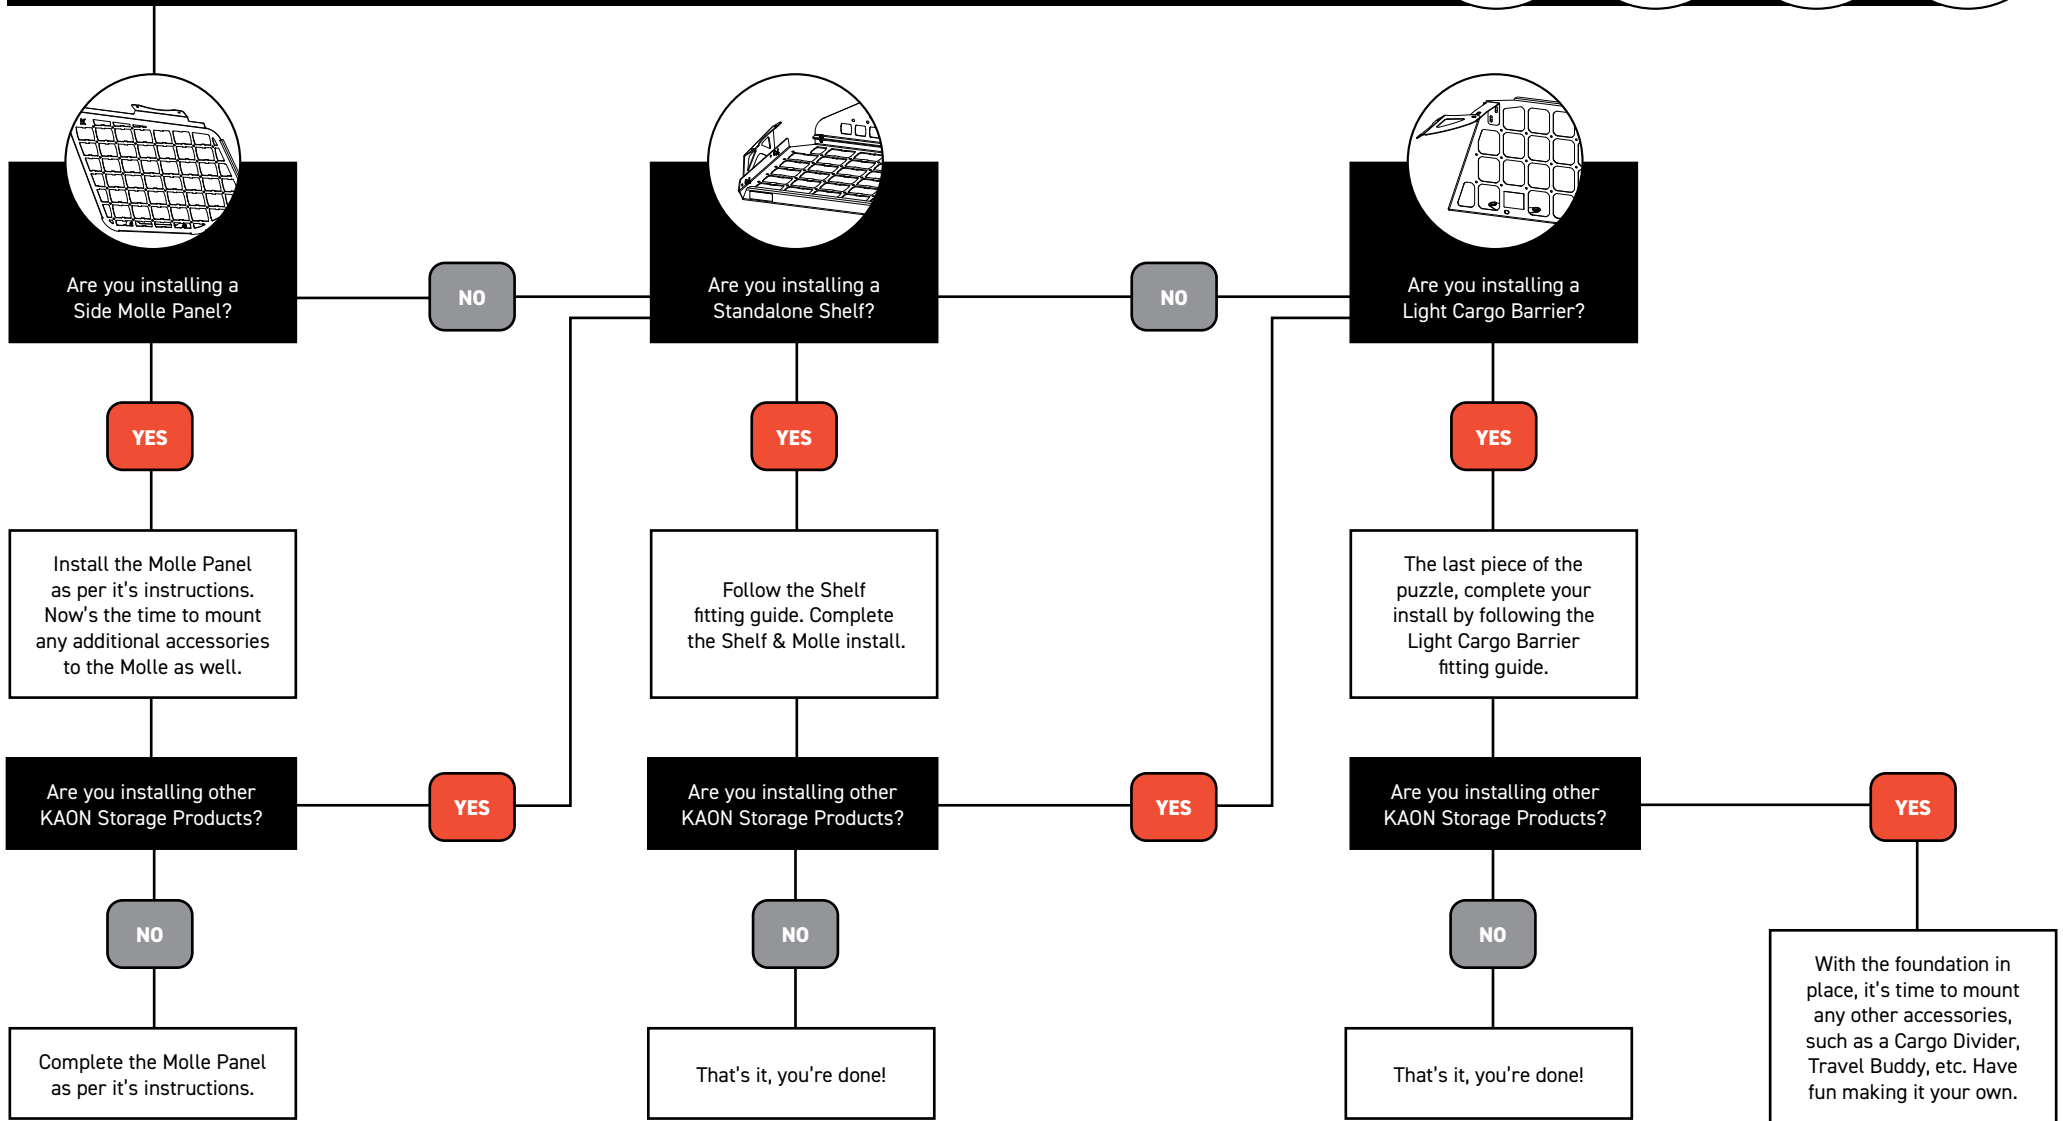 Are you installing a
Side Molle Panel?
NO
Are you installing a
Standalone Shelf?
NO
Are you installing a
Light Cargo Barrier?
YES
YES
YES
Install the Molle Panel
as per it's instructions.
Now's the time to mount
any additional accessories
to the Molle as well.
Follow the Shelf
fitting guide. Complete
the Shelf & Molle install.
The last piece of the
puzzle, complete your
install by following the
Light Cargo Barrier
fitting guide.
Are you installing other
KAON Storage Products?
YES
Are you installing other
KAON Storage Products?
YES
Are you installing other
KAON Storage Products?
YES
NO
NO
NO
Complete the Molle Panel
as per it's instructions.
That's it, you're done!
That's it, you're done!
With the foundation in
place, it's time to mount
any other accessories,
such as a Cargo Divider,
Travel Buddy, etc. Have
fun making it your own.